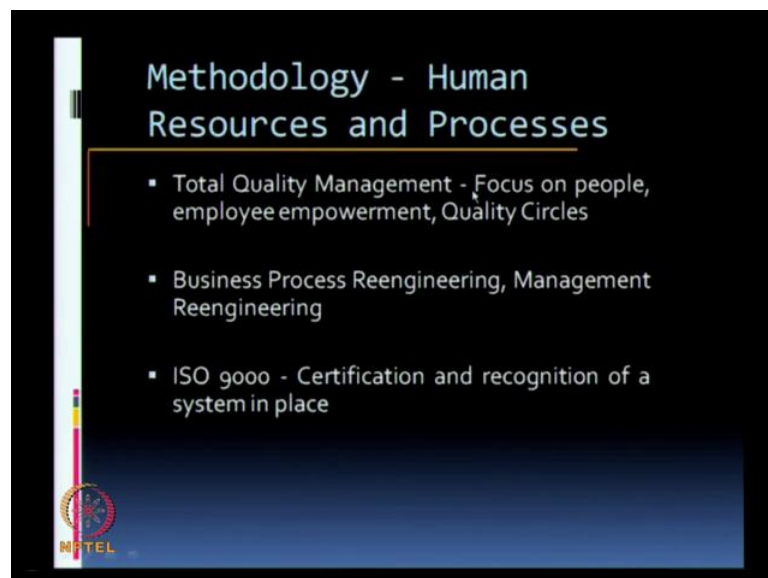 Methodology - Human
Resources and Processes
▪ Total Quality Management - Focus on people,
employee empowerment, Quality Circles
▪ Business Process Reengineering, Management
Reengineering
▪ ISO 9000 - Certification and recognition of a
system in place
NPTEL